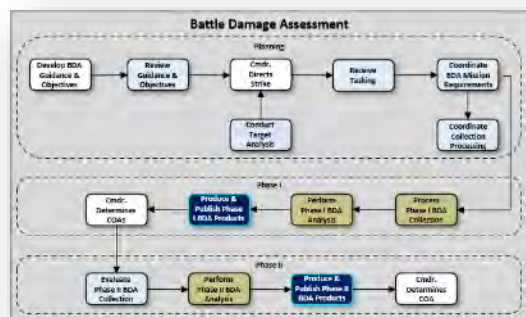 Battle Damage Assessment
Planning
Develop BDA
Guidance &
Objectives
Review
Guidance &
Objectives
Cmdr.
Directs
Strike
Receive
Tasking
Coordinate
BDA Mission
Requirements
Conduct
Target
Analysis
Coordinate
Collection
Processing
Phase I
Cmdr.
Determines
COAs
Produce &
Publish Phase
I BDA Products
Perform
Phase I BDA
Analysis
Process
Phase I BDA
Collection
Phase II
Evaluate
Phase II BDA
Collection
Perform
Phase II BDA
Analysis
Produce &
Publish Phase II
BDA Products
Cmdr.
Determines
COA